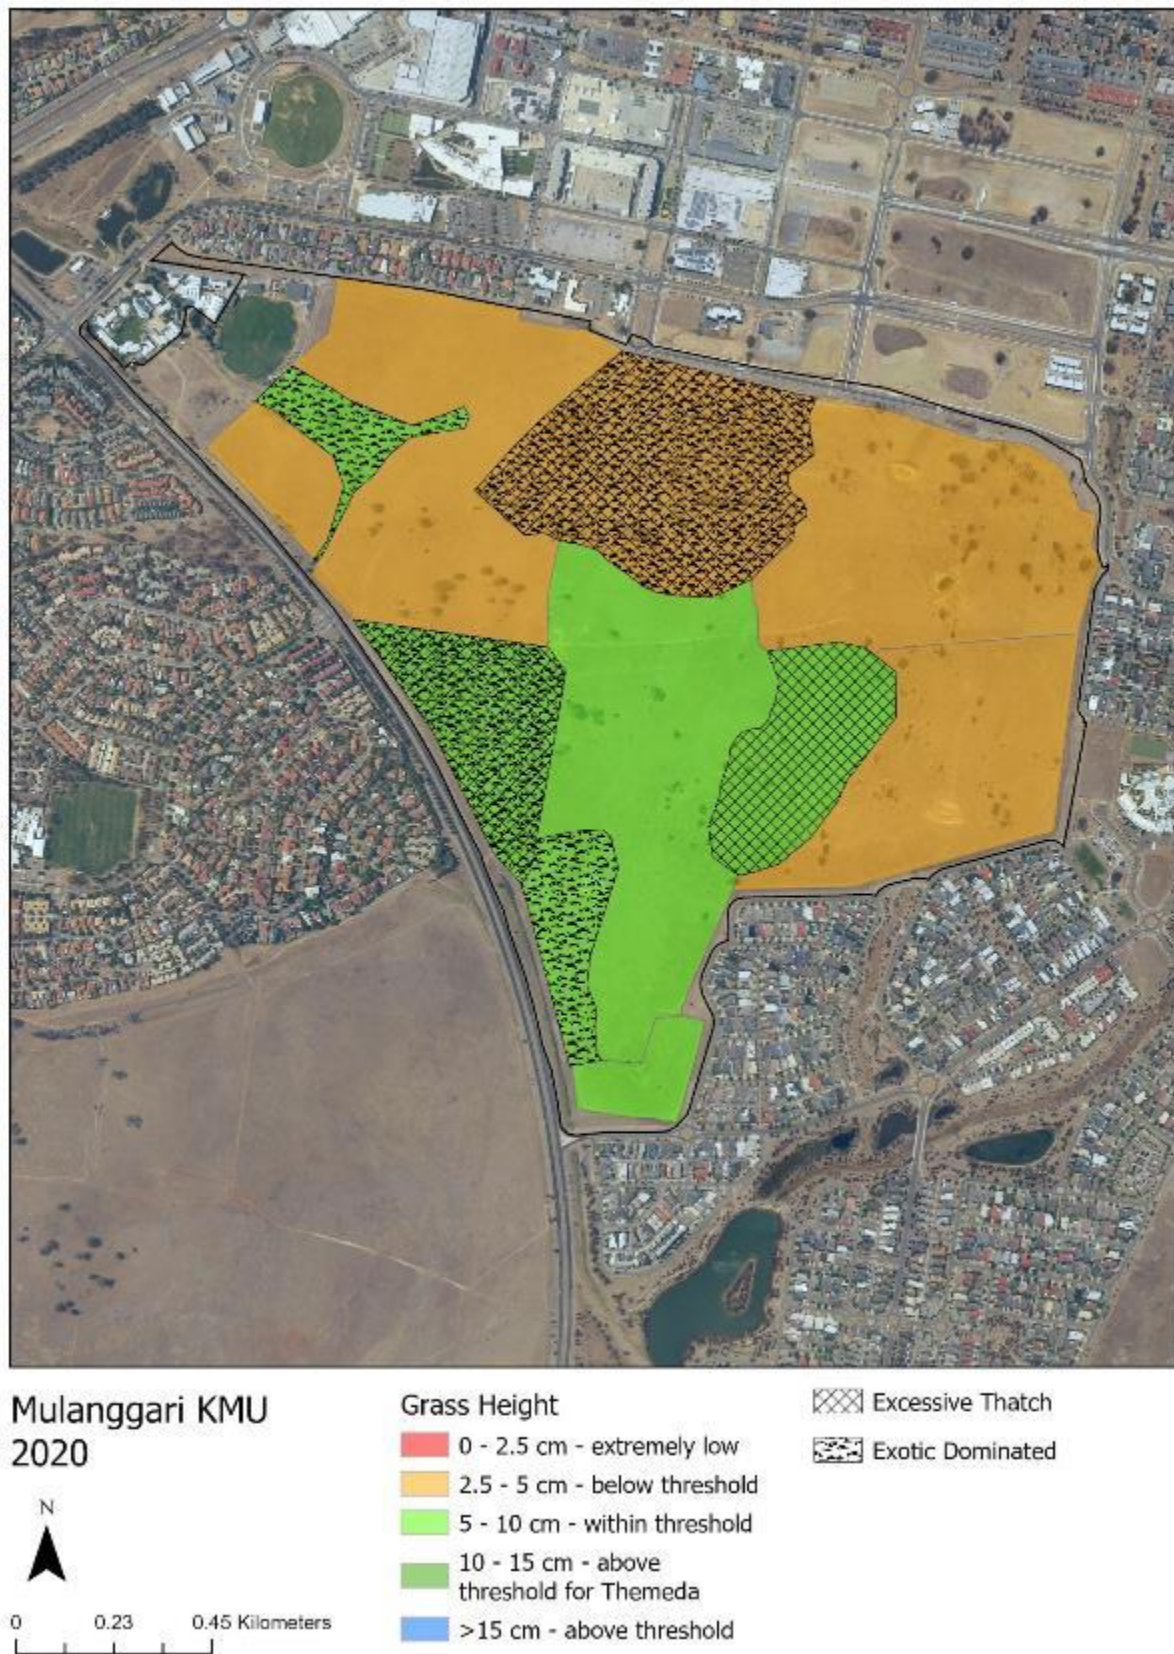 Mulanggari KMU
2020
N
0 0.23 0.45 Kilometers
Grass Height
0 - 2.5 cm - extremely low
2.5 - 5 cm - below threshold
5 - 10 cm - within threshold
10 - 15 cm - above
threshold for Themeda
>15 cm - above threshold
Excessive Thatch
Exotic Dominated